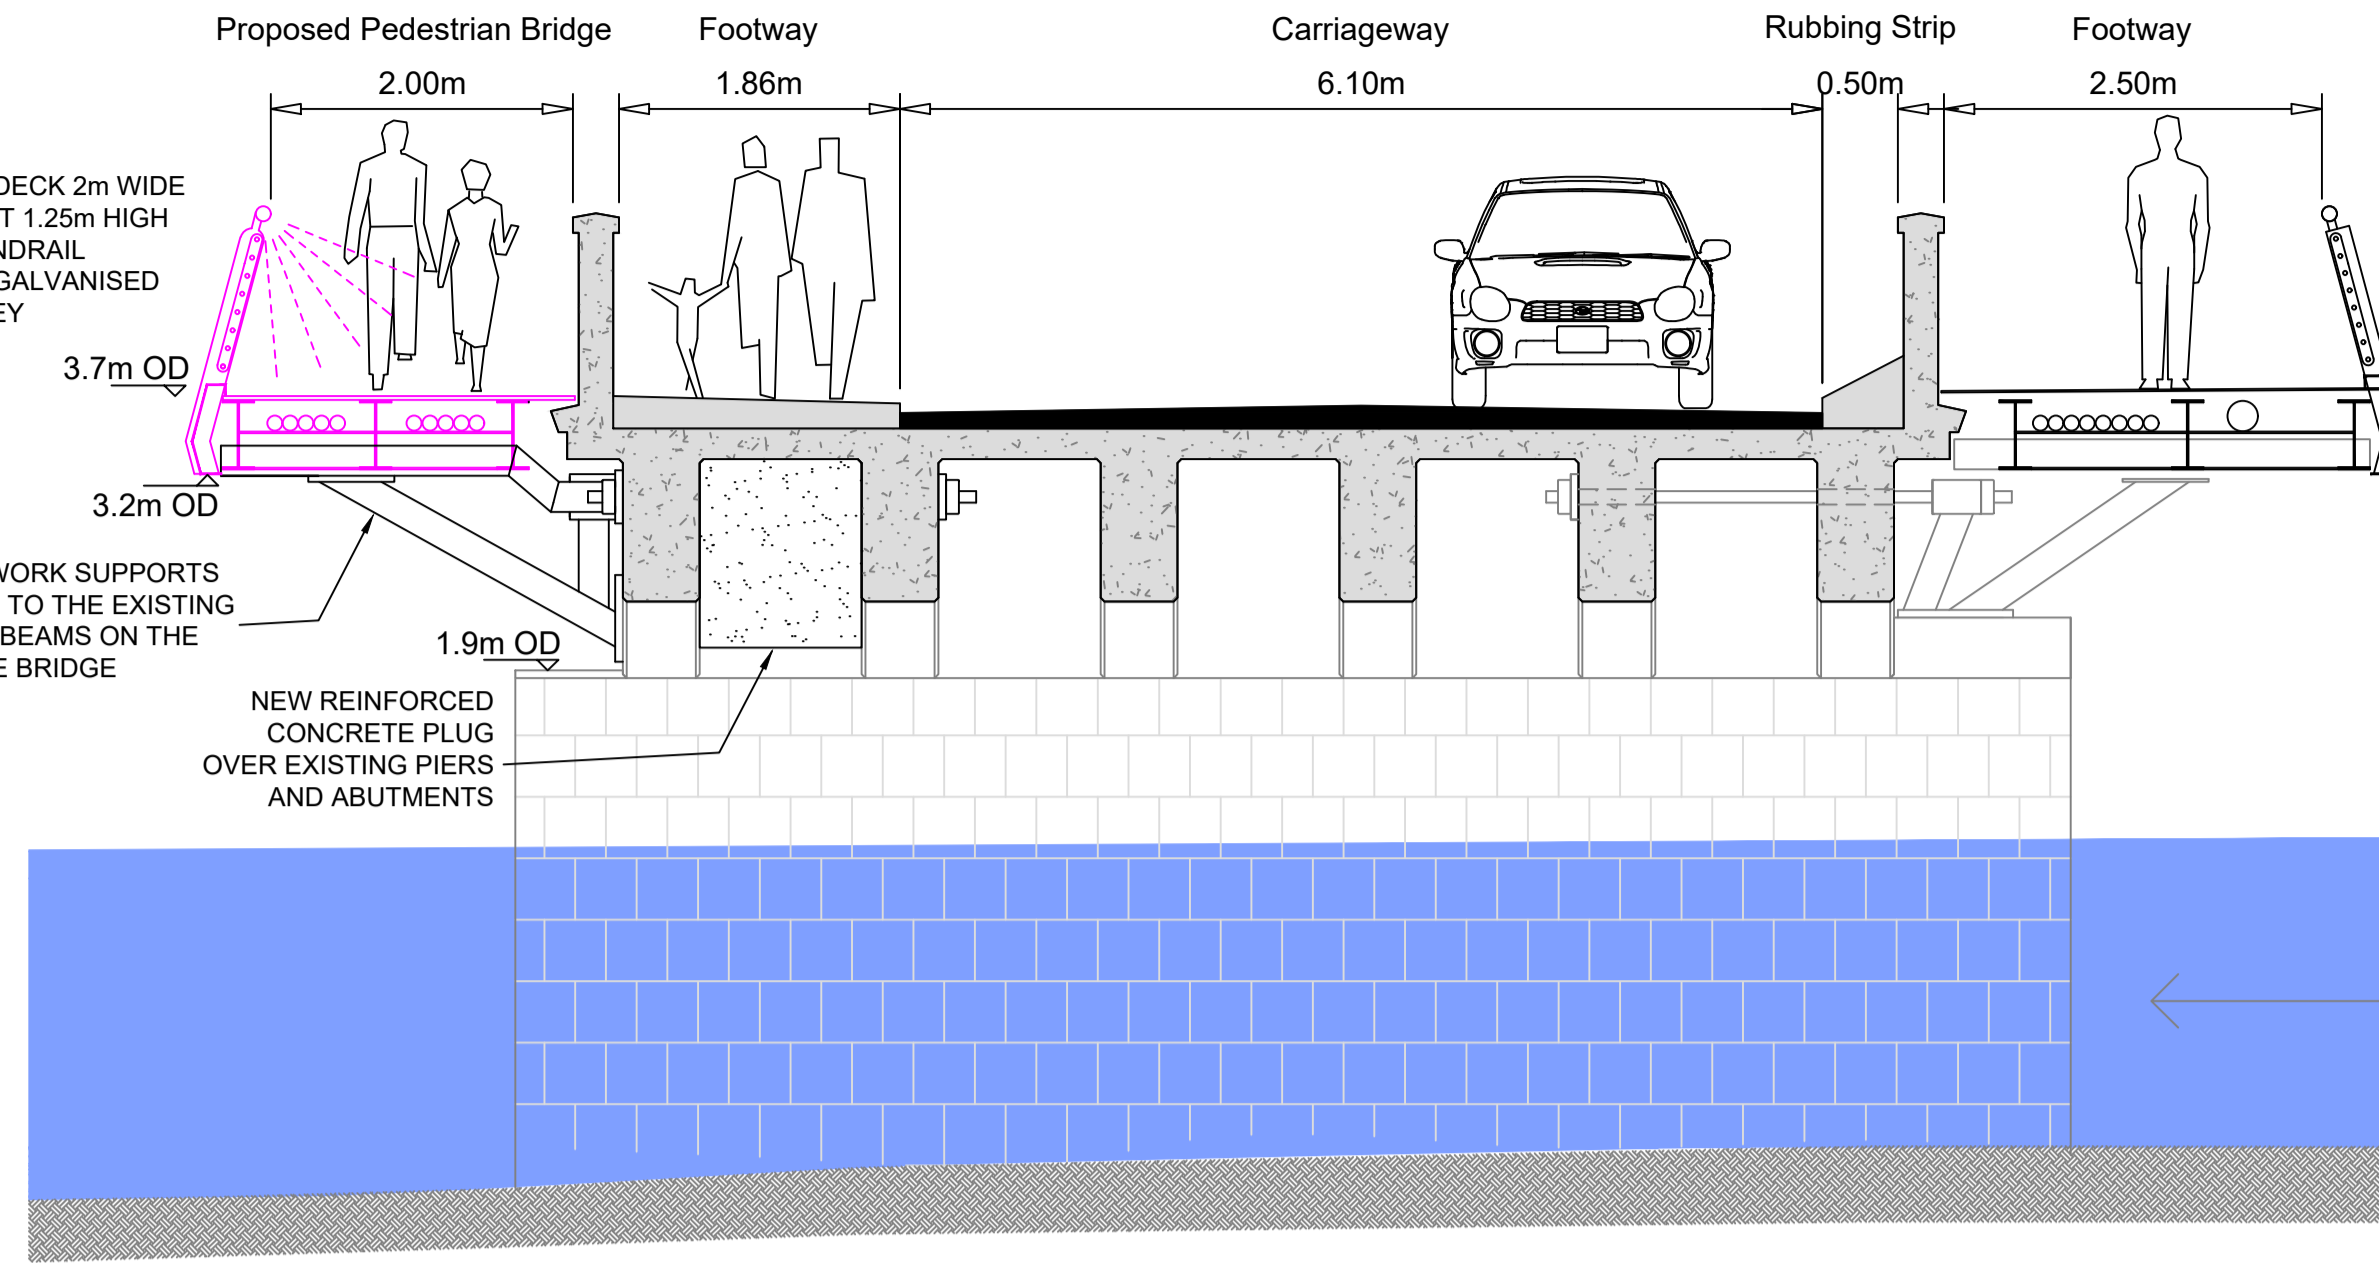 Proposed Pedestrian Bridge
Footway
Carriageway
Rubbing Strip
Footway
2.00m
1.86m
6.10m
0.50m
2.50m
DECK 2m WIDE
1.25m HIGH
GALVANISED
3.7m OD
3.2m OD
WORK SUPPORTS
TO THE EXISTING
BEAMS ON THE
BRIDGE
1.9m OD
NEW REINFORCED
CONCRETE PLUG
OVER EXISTING PIERS
AND ABUTMENTS